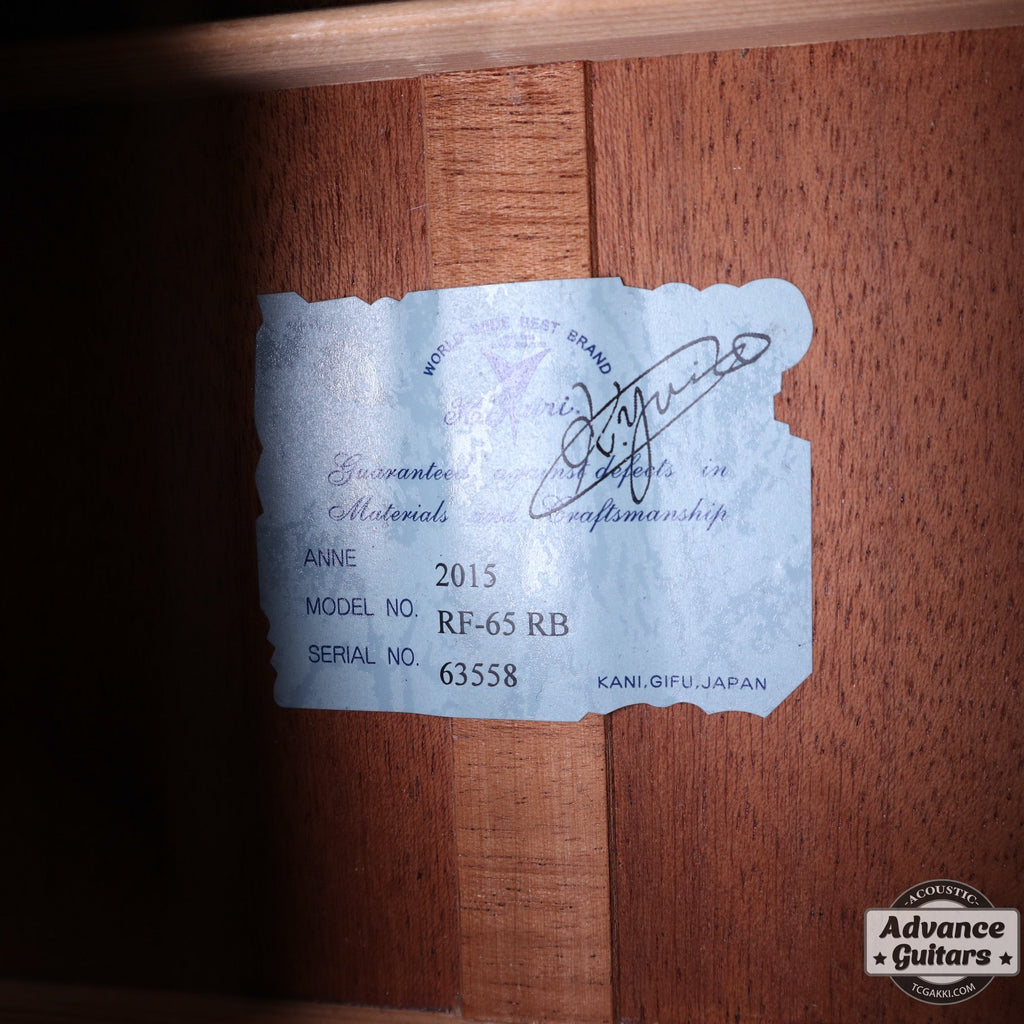 WORLD WIDE BEST BRAND
K. Yairi.
K. Yairi
Guaranteed against defects in
Materials and Craftsmanship
ANNE 2015
MODEL NO. RF-65 RB
SERIAL NO. 63558
KANI, GIFU, JAPAN
-ACOUSTIC-
Advance
Guitars
TCGAKKI.COM